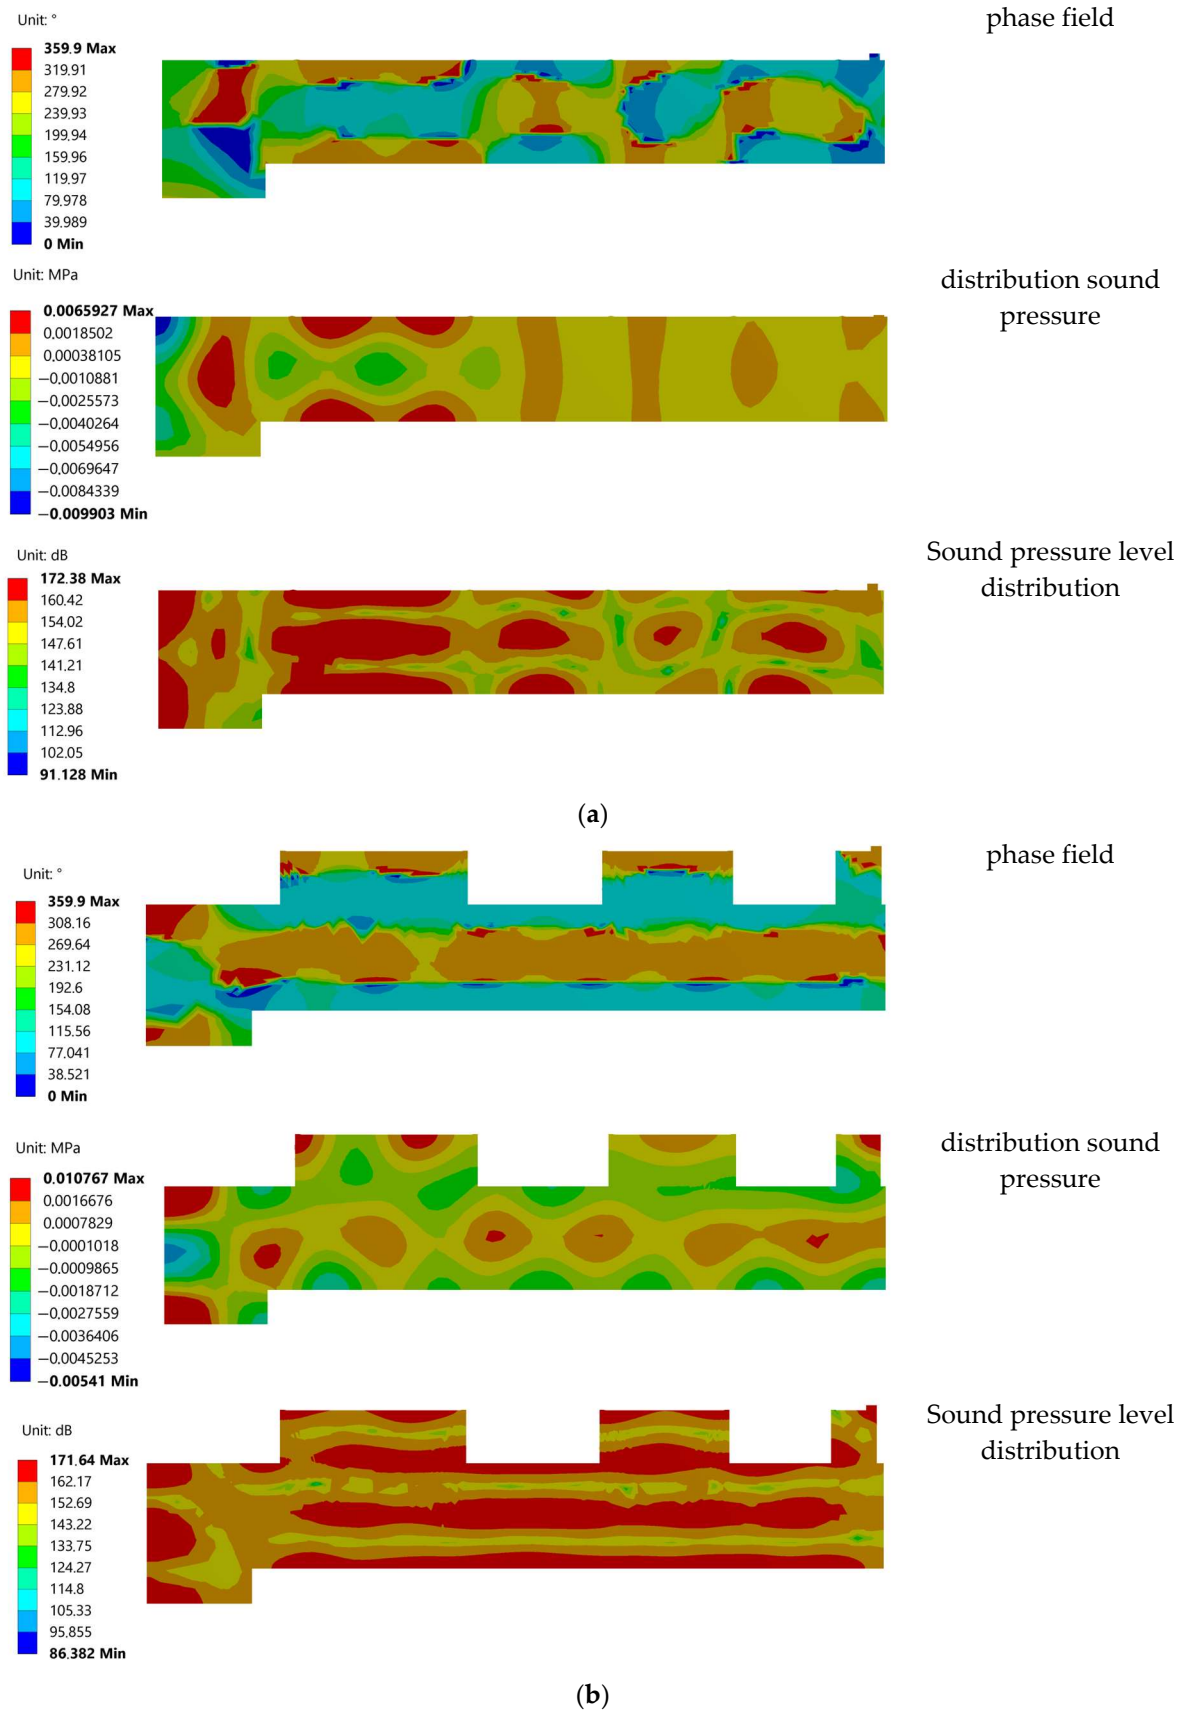 Unit: °
phase field
359.9 Max
319.91
279.92
239.93
199.94
159.96
119.97
79.978
39.989
0 Min
Unit: MPa
distribution sound
pressure
0.0065927 Max
0.0018502
0.00038105
−0.0010881
−0.0025573
−0.0040264
−0.0054956
−0.0069647
−0.0084339
−0.009903 Min
Unit: dB
Sound pressure level
distribution
172.38 Max
160.42
154.02
147.61
141.21
134.8
123.88
112.96
102.05
91.128 Min
(a)
phase field
Unit: °
359.9 Max
308.16
269.64
231.12
192.6
154.08
115.56
77.041
38.521
0 Min
Unit: MPa
distribution sound
pressure
0.010767 Max
0.0016676
0.0007829
−0.0001018
−0.0009865
−0.0018712
−0.0027559
−0.0036406
−0.0045253
−0.00541 Min
Unit: dB
Sound pressure level
distribution
171.64 Max
162.17
152.69
143.22
133.75
124.27
114.8
105.33
95.855
86.382 Min
(b)